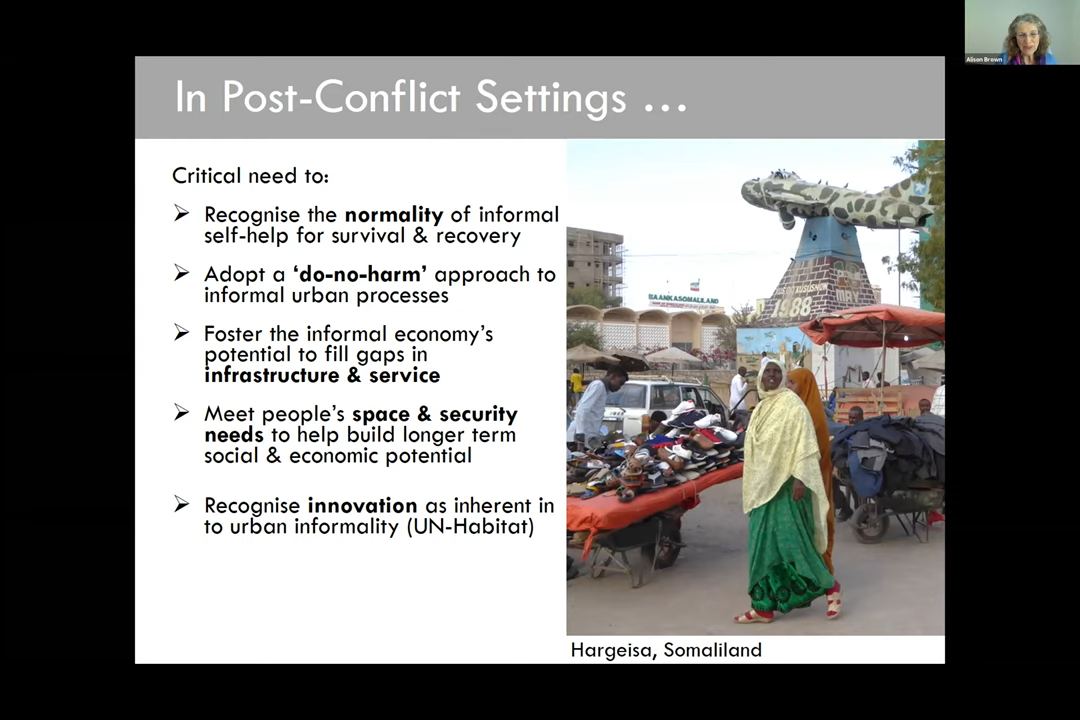 In Post-Conflict Settings …
Critical need to:
Recognise the normality of informal
self-help for survival & recovery
Adopt a ‘do-no-harm’ approach to
informal urban processes
Foster the informal economy’s
potential to fill gaps in
infrastructure & service
Meet people’s space & security
needs to help build longer term
social & economic potential
Recognise innovation as inherent in
to urban informality (UN-Habitat)
BAANKA SOMALILAND
1988
MAY
Hargeisa, Somaliland
Alison Brown